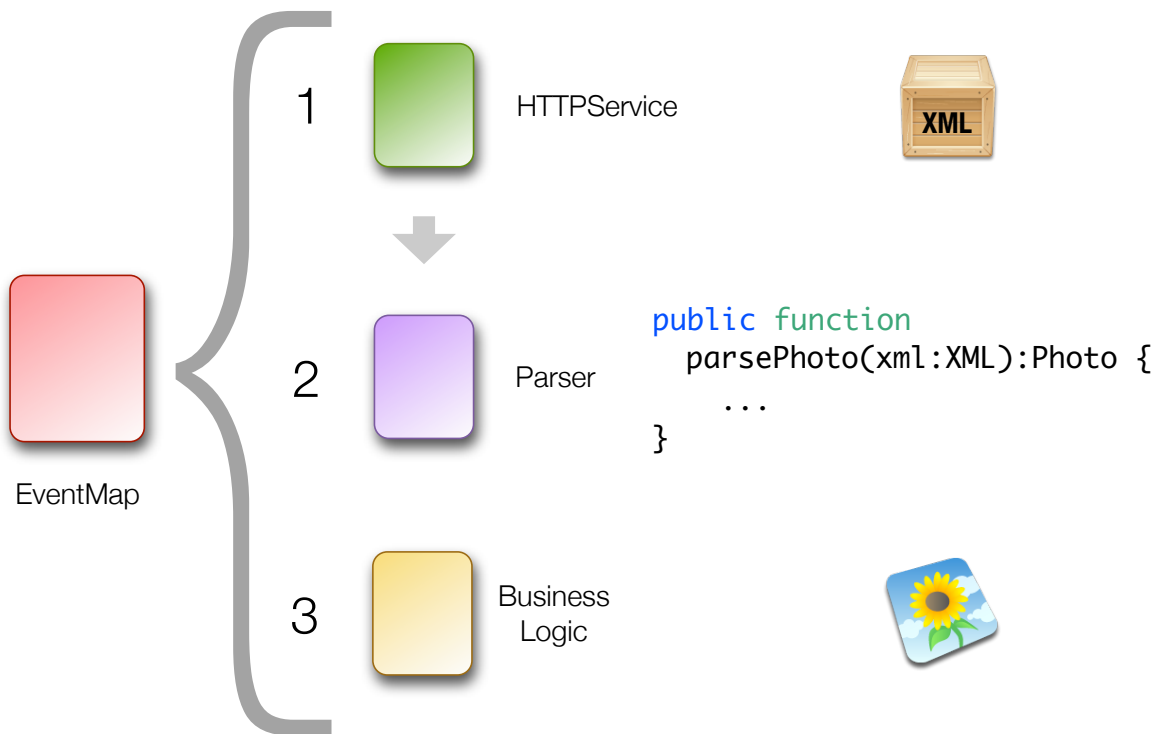 1
HTTPService
XML
EventMap
2
Parser
public function
  parsePhoto(xml:XML):Photo {
    ...
}
3
Business
Logic